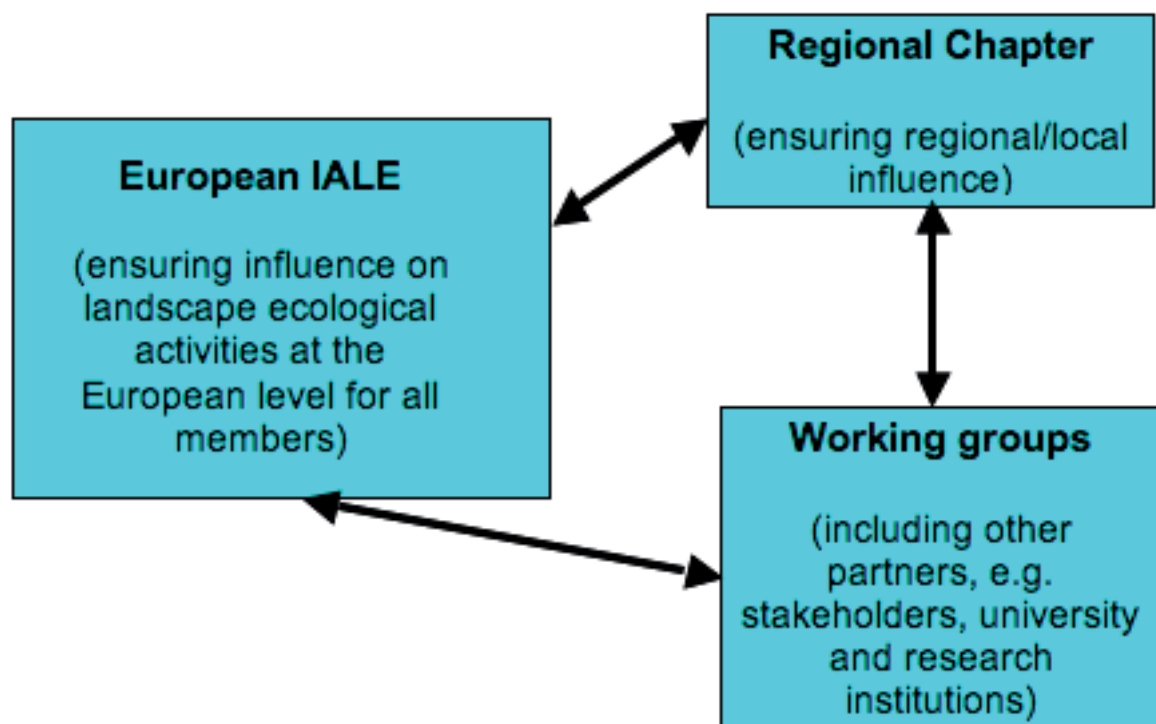 Regional Chapter
(ensuring regional/local
influence)
European IALE
(ensuring influence on
landscape ecological
activities at the
European level for all
members)
Working groups
(including other
partners, e.g.
stakeholders, university
and research
institutions)